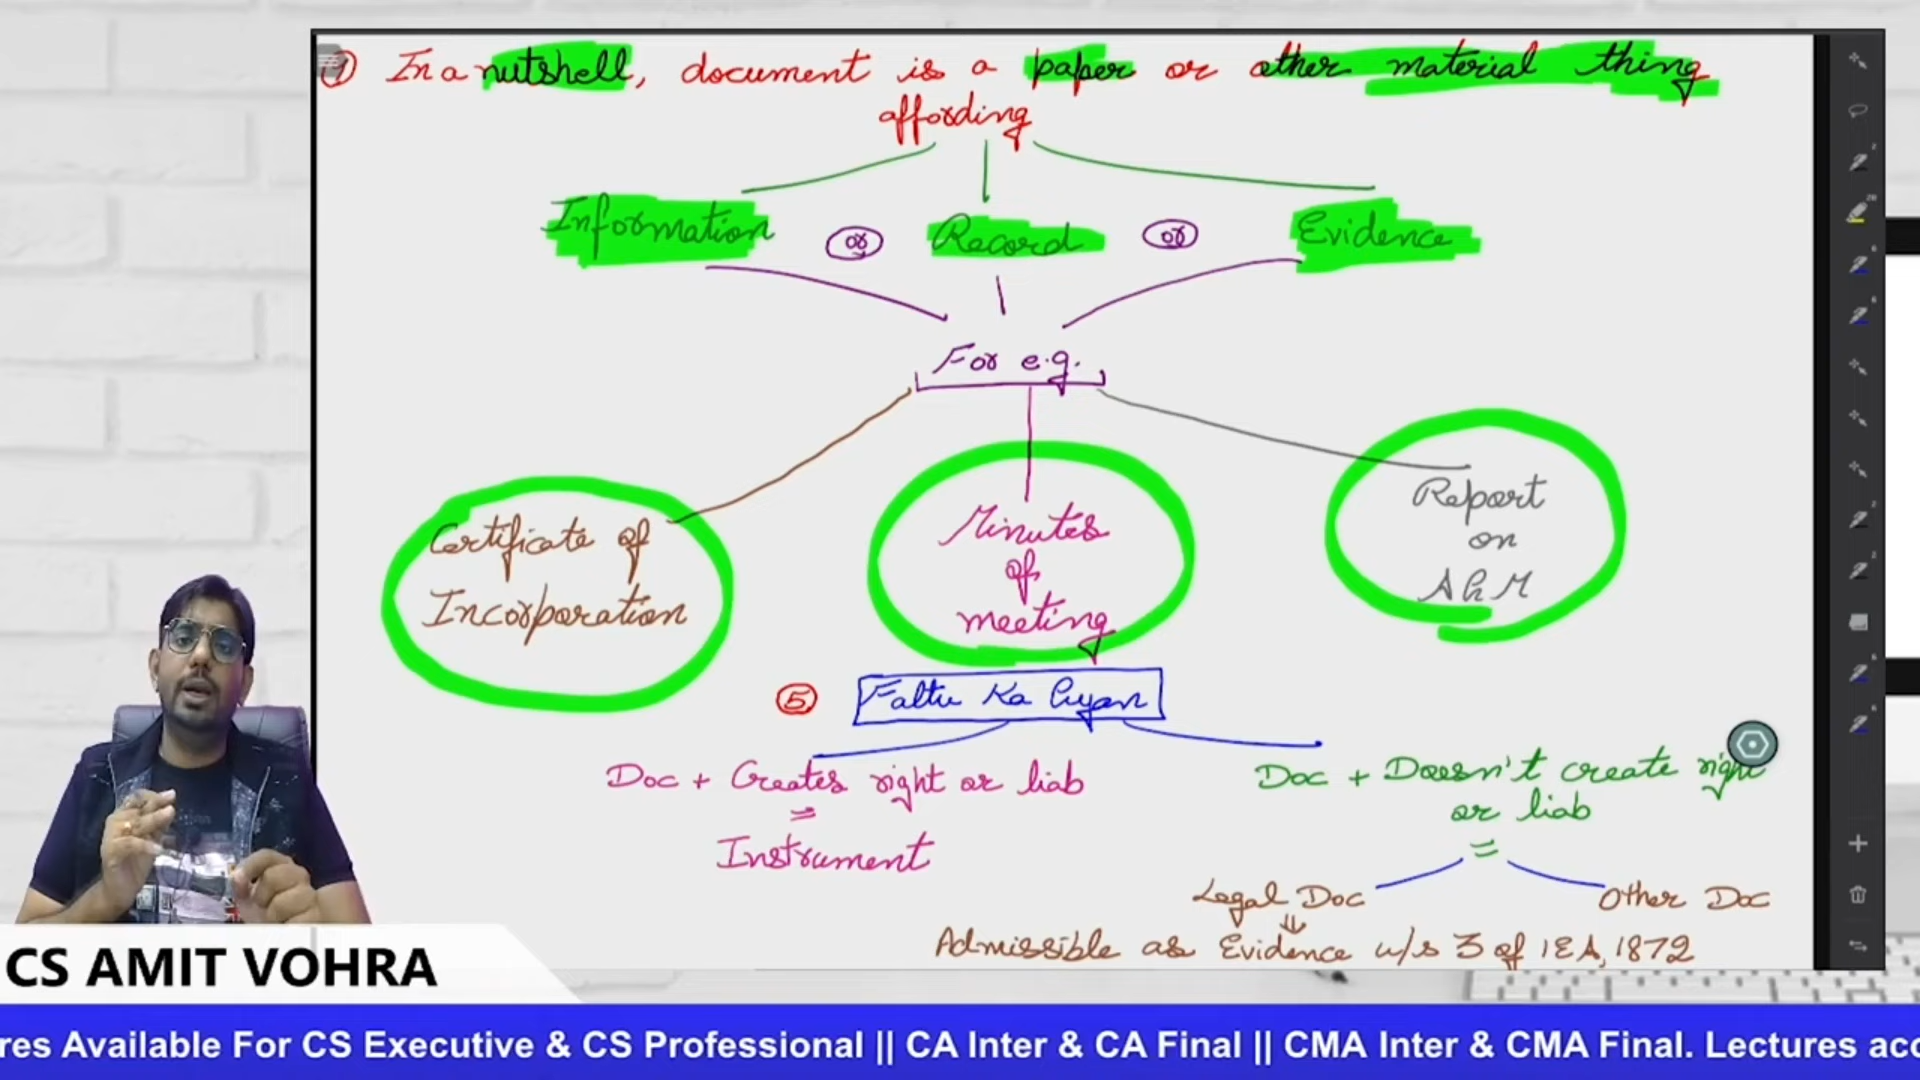 ① In a nutshell, document is a paper or other material thing
affording
Information or Record or Evidence
For e.g.
Certificate of
Incorporation
Minutes
of
meeting
Report
on
AGM
⑤ Faltu Ka Gyan
Doc + Creates right or liab
=
Instrument
Doc + Doesn't create right
or liab
=
Legal Doc
Other Doc
Admissible as Evidence u/s 3 of IEA, 1872
CS AMIT VOHRA
res Available For CS Executive & CS Professional || CA Inter & CA Final || CMA Inter & CMA Final. Lectures acc